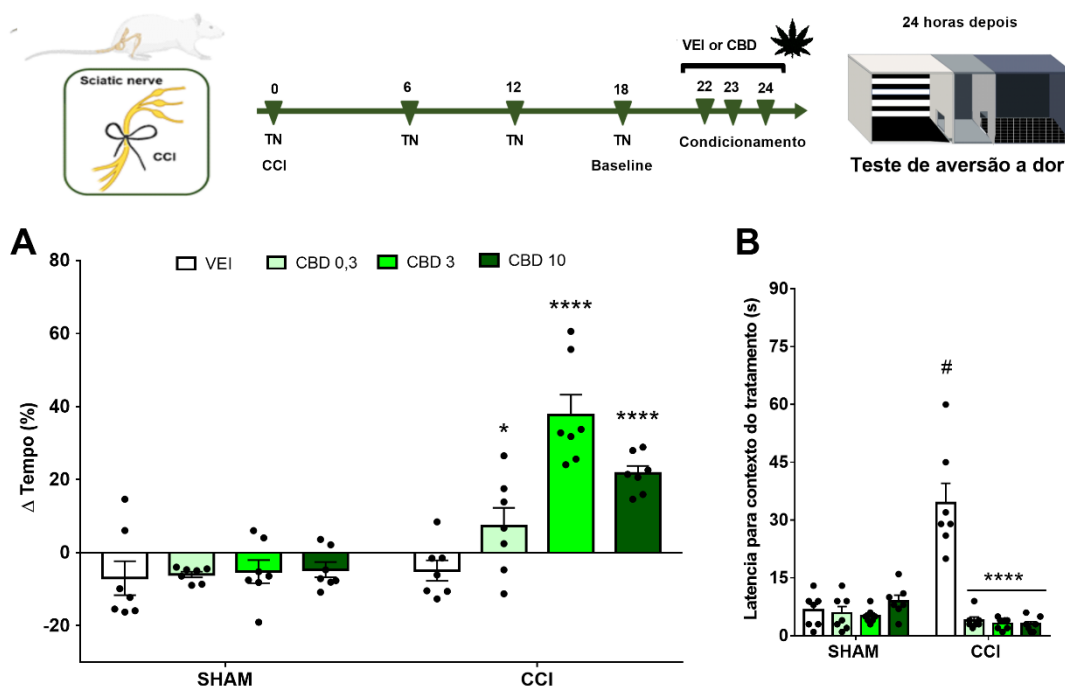 Sciatic nerve
CCI
VEI or CBD
0 6 12 18 22 23 24
TN TN TN TN Condicionamento
CCI Baseline
24 horas depois
Teste de aversão a dor
A
VEI CBD 0,3 CBD 3 CBD 10
Δ Tempo (%)
80
60
40
20
0
-20
* **** ****
SHAM CCI
B
Latencia para contexto do tratamento (s)
90
75
60
45
30
15
0
#
****
SHAM CCI